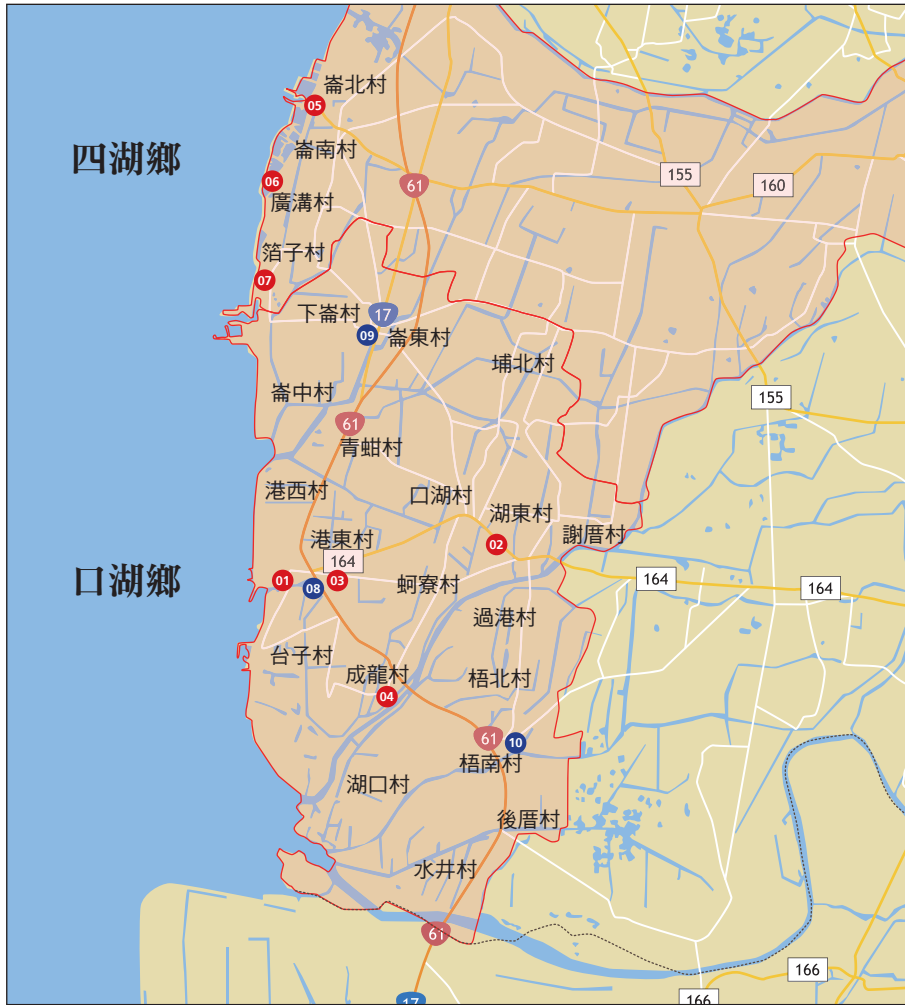 崙北村
05
四湖鄉
崙南村
155
160
06
61
廣溝村
箔子村
07
下崙村
17
09
崙東村
埔北村
崙中村
155
61
青蚶村
港西村
口湖村
湖東村
謝厝村
港東村
02
164
口湖鄉
01
08
03
蚵寮村
164
164
過港村
台子村
成龍村
梧北村
04
61
10
梧南村
湖口村
後厝村
水井村
61
166
166
17